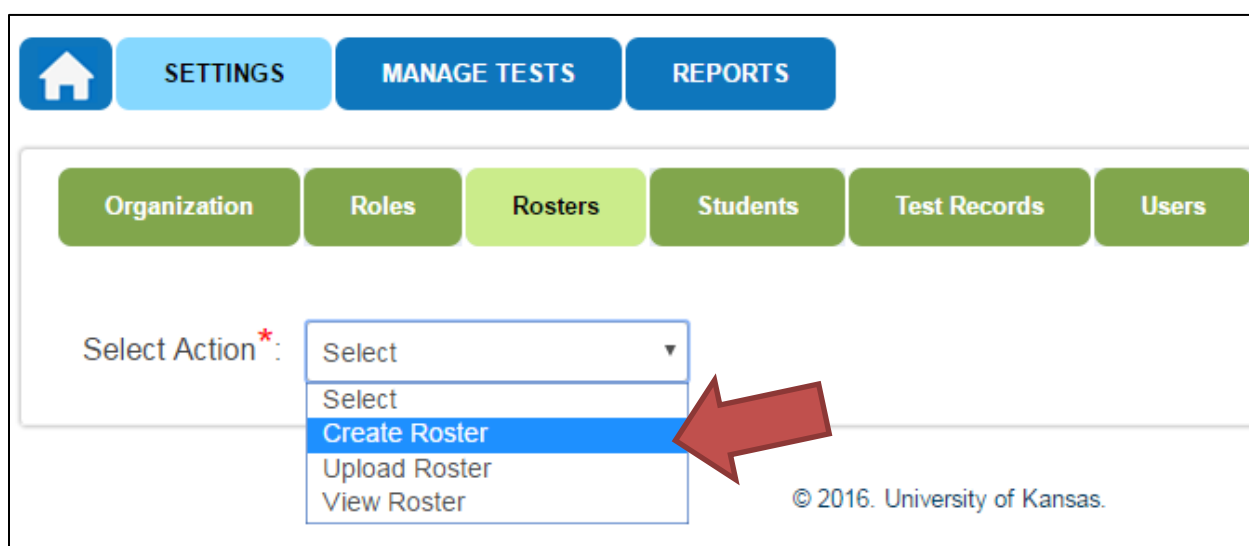 SETTINGS MANAGE TESTS REPORTS
Organization Roles Rosters Students Test Records Users
Select Action*: Select
Select
Create Roster
Upload Roster
View Roster
© 2016. University of Kansas.